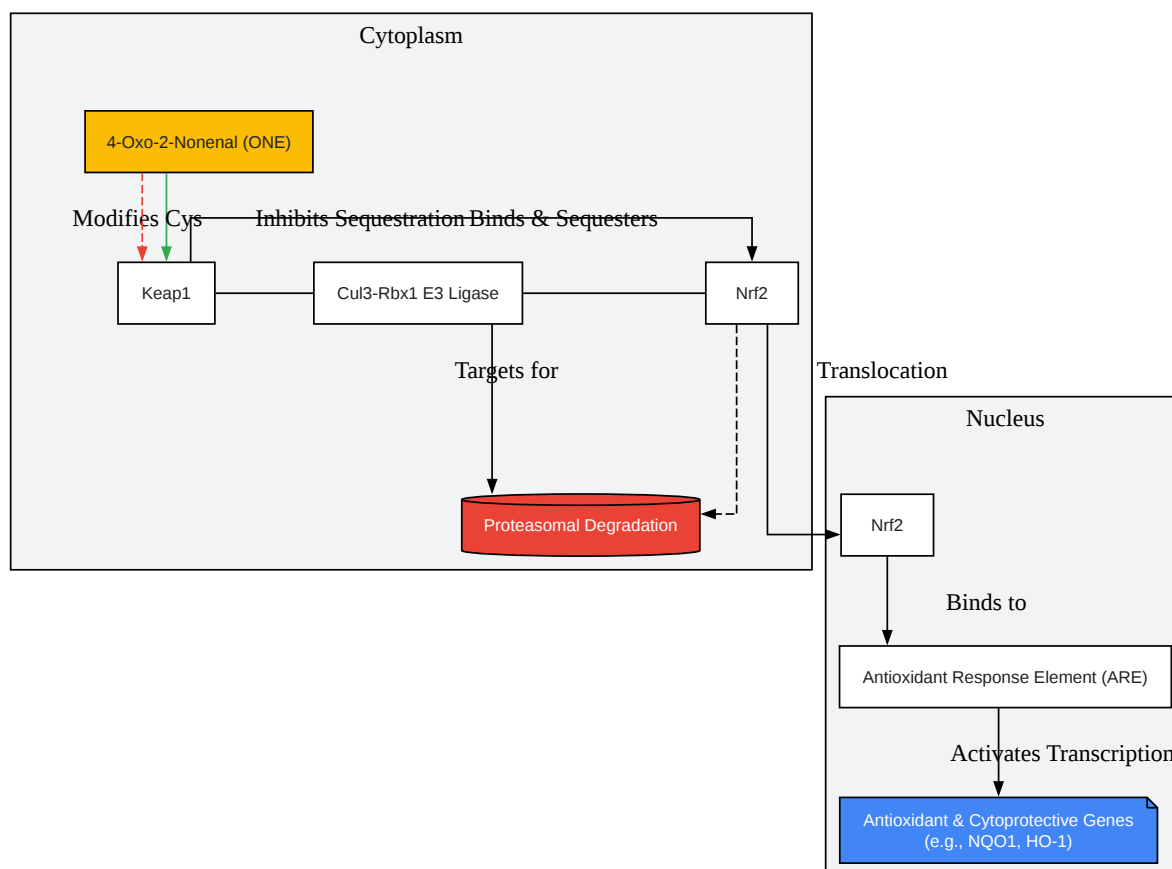 Cytoplasm
4-Oxo-2-Nonenal (ONE)
Modifies Cys
Inhibits Sequestration
Binds & Sequesters
Keap1
Cul3-Rbx1 E3 Ligase
Nrf2
Targets for
Translocation
Proteasomal Degradation
Nucleus
Nrf2
Binds to
Antioxidant Response Element (ARE)
Activates Transcription
Antioxidant & Cytoprotective Genes
(e.g., NQO1, HO-1)